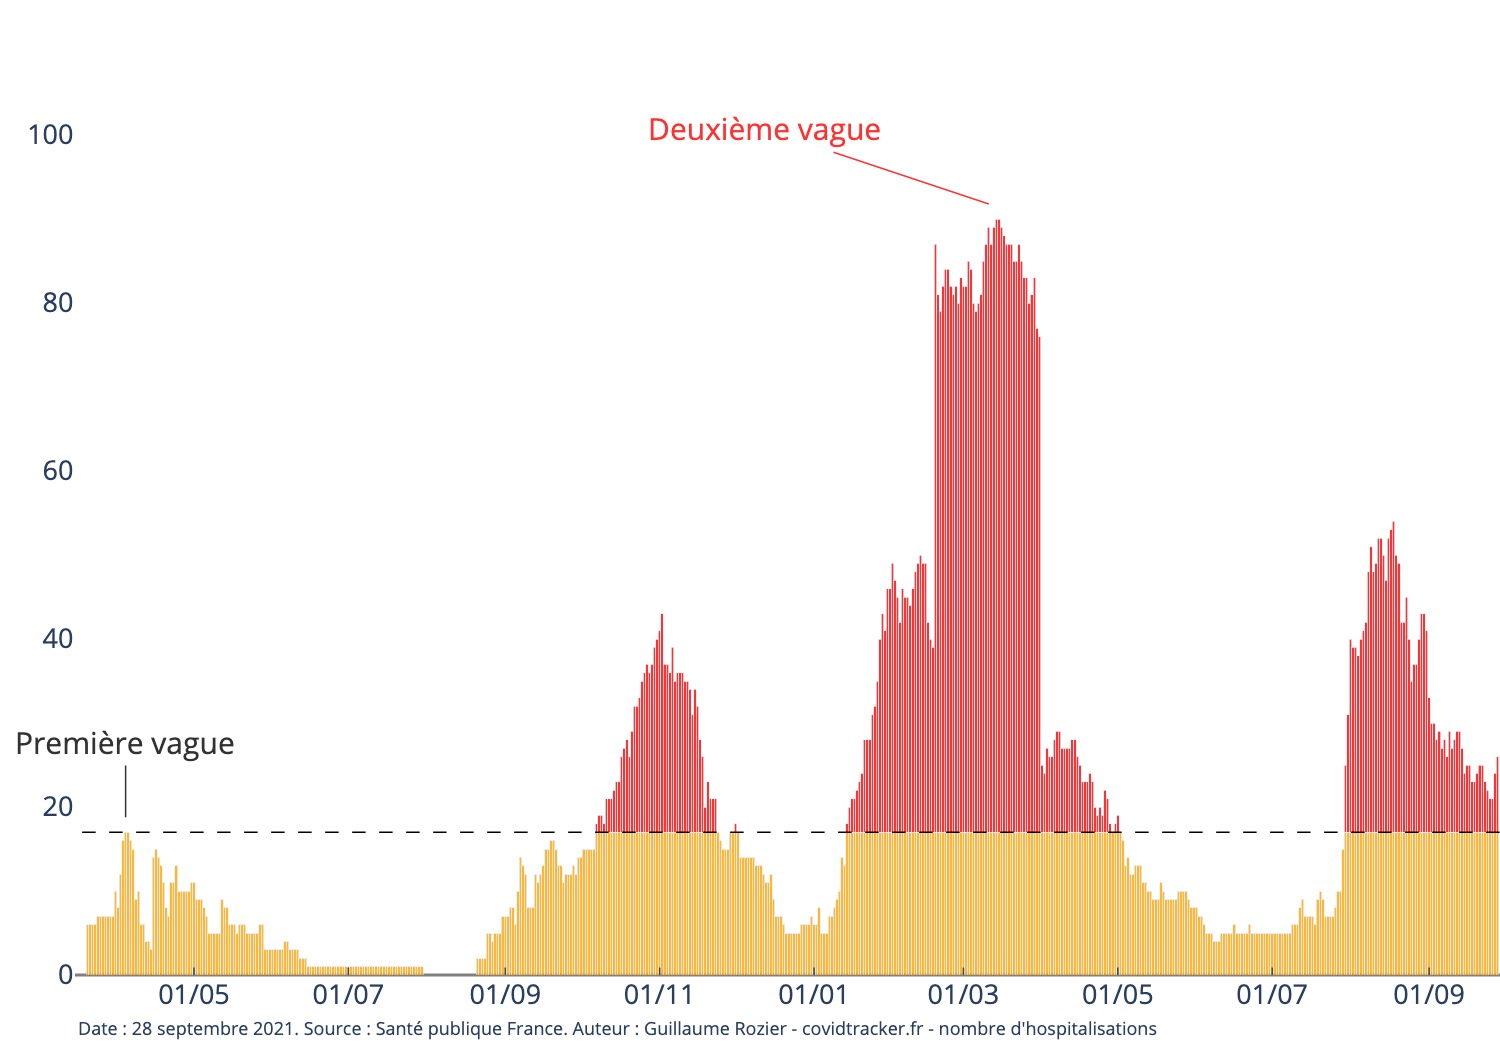 Deuxième vague
100
80
60
40
Première vague
20
0
01/05 01/07 01/09 01/11 01/01 01/03 01/05 01/07 01/09
Date : 28 septembre 2021. Source : Santé publique France. Auteur : Guillaume Rozier - covidtracker.fr - nombre d'hospitalisations